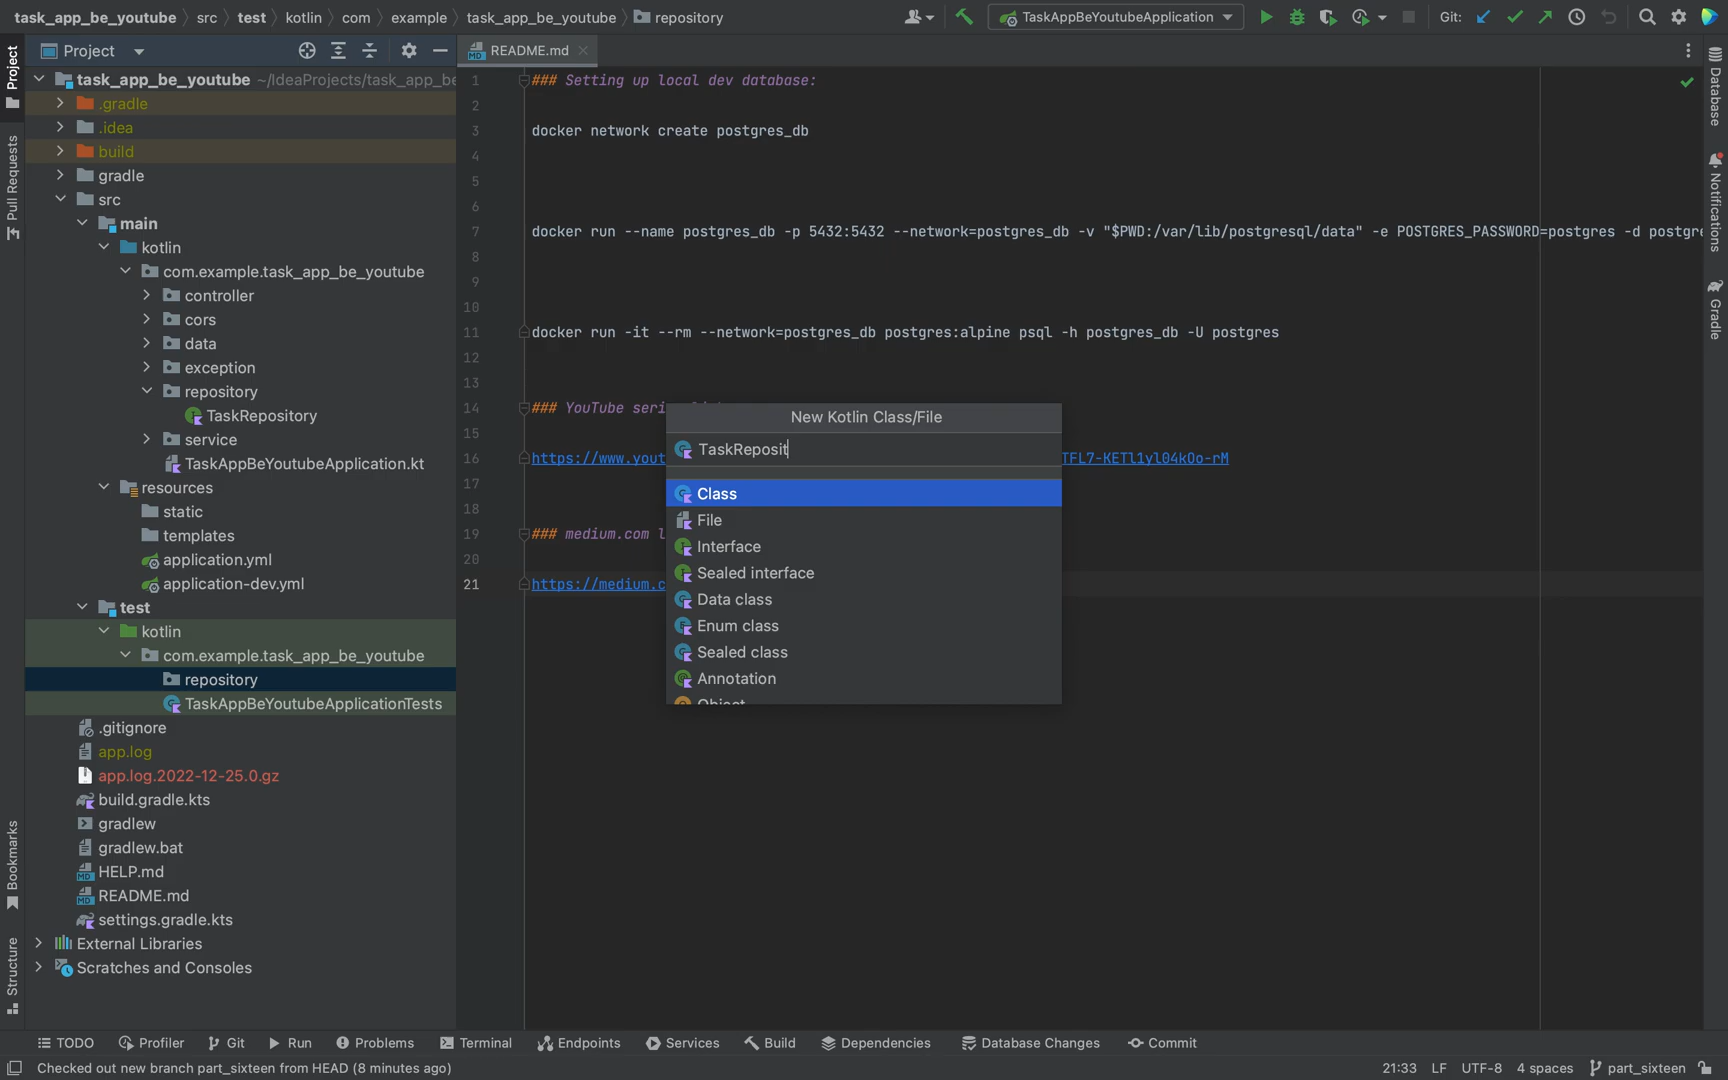 task_app_be_youtube src test kotlin com example task_app_be_youtube repository
TaskAppBeYoutubeApplication
Git:
Project
README.md
Project
Pull Requests
Bookmarks
Structure
task_app_be_youtube ~/IdeaProjects/task_app_be
.gradle
.idea
build
gradle
src
main
kotlin
com.example.task_app_be_youtube
controller
cors
data
exception
repository
TaskRepository
service
TaskAppBeYoutubeApplication.kt
resources
static
templates
application.yml
application-dev.yml
test
kotlin
com.example.task_app_be_youtube
repository
TaskAppBeYoutubeApplicationTests
.gitignore
app.log
app.log.2022-12-25.0.gz
build.gradle.kts
gradlew
gradlew.bat
HELP.md
README.md
settings.gradle.kts
External Libraries
Scratches and Consoles
1 ### Setting up local dev database:
2
3 docker network create postgres_db
4
5
6
7 docker run --name postgres_db -p 5432:5432 --network=postgres_db -v "$PWD:/var/lib/postgresql/data" -e POSTGRES_PASSWORD=postgres -d postgre
8
9
10
11 docker run -it --rm --network=postgres_db postgres:alpine psql -h postgres_db -U postgres
12
13
14 ### YouTube seri
15
16 https://www.yout TFL7-KETl1yl04kOo-rM
17
18
19 ### medium.com l
20
21 https://medium.c
New Kotlin Class/File
TaskReposit
Class
File
Interface
Sealed interface
Data class
Enum class
Sealed class
Annotation
Object
Database
Notifications
Gradle
TODO Profiler Git Run Problems Terminal Endpoints Services Build Dependencies Database Changes Commit
Checked out new branch part_sixteen from HEAD (8 minutes ago)
21:33 LF UTF-8 4 spaces part_sixteen